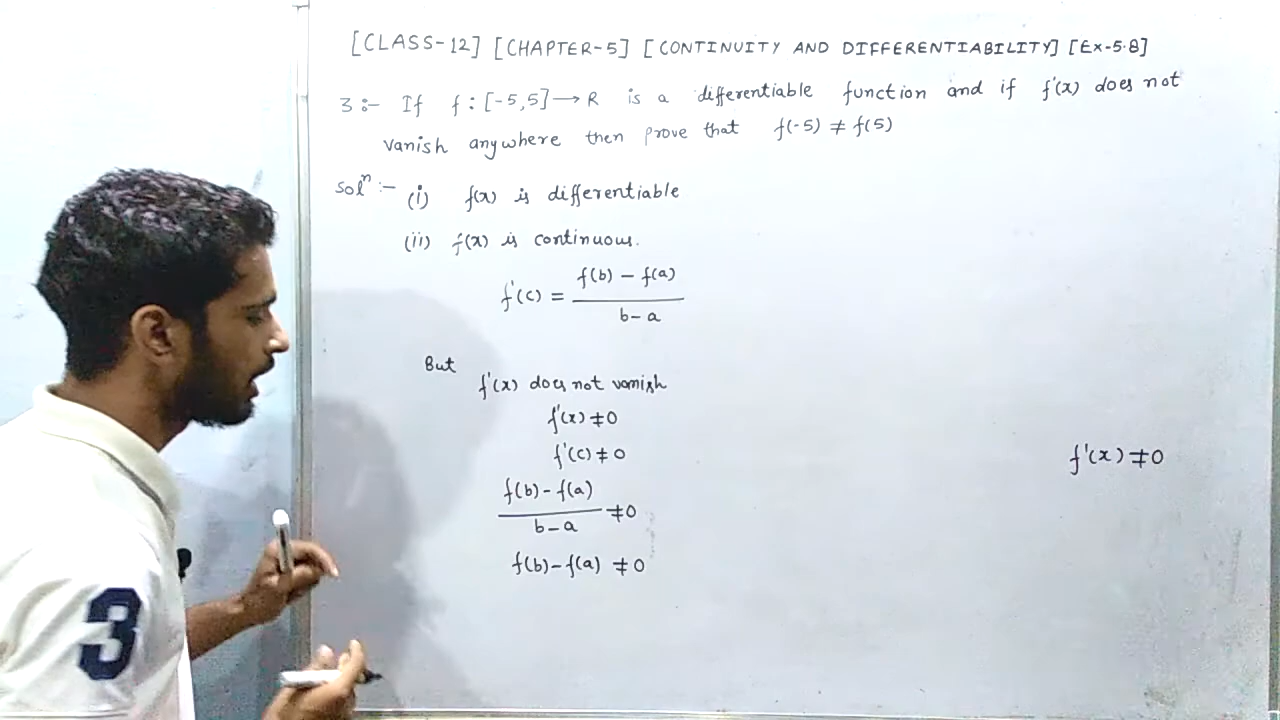 [CLASS-12] [CHAPTER-5] [CONTINUITY AND DIFFERENTIABILITY] [Ex-5.8]
3 :- If f : [-5,5] → R is a differentiable function and if f'(x) does not
vanish anywhere then prove that f(-5) ≠ f(5)
Solⁿ :- (i) f(x) is differentiable
(ii) f(x) is continuous.
f'(c) = f(b) - f(a) / b - a
But
f'(x) does not vanish
f'(x) ≠ 0
f'(c) ≠ 0
f(b) - f(a) / b - a ≠ 0
f(b) - f(a) ≠ 0
f'(x) ≠ 0
3